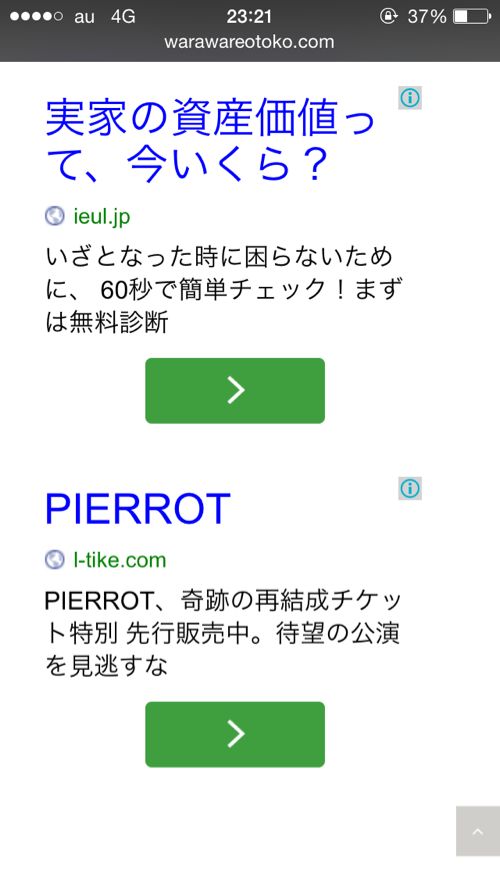 au 4G 23:21 37%
warawareotoko.com
実家の資産価値っ
て、今いくら？
ieul.jp
いざとなった時に困らないため
に、 60秒で簡単チェック！まず
は無料診断
PIERROT
l-tike.com
PIERROT、奇跡の再結成チケッ
ト特別 先行販売中。待望の公演
を見逃すな